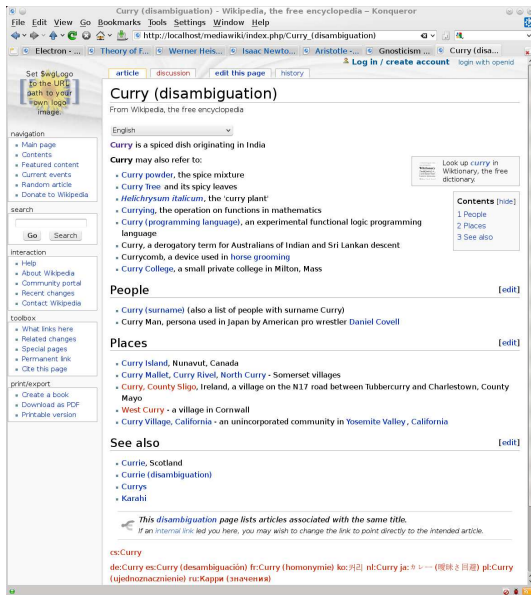 Curry (disambiguation) – Wikipedia, the free encyclopedia – Konqueror
File Edit View Go Bookmarks Tools Settings Window Help
http://localhost/mediawiki/index.php/Curry_(disambiguation)
Electron - ... Theory of F... Werner Heis... Isaac Newto... Aristotle -... Gnosticism ... Curry (disa...
Log in / create account login with openid
Set $wgLogo
to the URL
path to your
own logo
image.
article discussion edit this page history
Curry (disambiguation)
From Wikipedia, the free encyclopedia
English
Curry is a spiced dish originating in India
Curry may also refer to:
Curry powder, the spice mixture
Curry Tree and its spicy leaves
Helichrysum italicum, the 'curry plant'
Currying, the operation on functions in mathematics
Curry (programming language), an experimental functional logic programming
language
Curry, a derogatory term for Australians of Indian and Sri Lankan descent
Currycomb, a device used in horse grooming
Curry College, a small private college in Milton, Mass
Look up curry in
Wiktionary, the free
dictionary.
Contents [hide]
1 People
2 Places
3 See also
navigation
Main page
Contents
Featured content
Current events
Random article
Donate to Wikipedia
search
Go Search
interaction
Help
About Wikipedia
Community portal
Recent changes
Contact Wikipedia
toolbox
What links here
Related changes
Special pages
Permanent link
Cite this page
print/export
Create a book
Download as PDF
Printable version
People [edit]
Curry (surname) (also a list of people with surname Curry)
Curry Man, persona used in Japan by American pro wrestler Daniel Covell
Places [edit]
Curry Island, Nunavut, Canada
Curry Mallet, Curry Rivel, North Curry - Somerset villages
Curry, County Sligo, Ireland, a village on the N17 road between Tubbercurry and Charlestown, County
Mayo
West Curry - a village in Cornwall
Curry Village, California - an unincorporated community in Yosemite Valley, California
See also [edit]
Currie, Scotland
Currie (disambiguation)
Currys
Karahi
This disambiguation page lists articles associated with the same title.
If an internal link led you here, you may wish to change the link to point directly to the intended article.
cs:Curry
de:Curry es:Curry (desambiguación) fr:Curry (homonymie) ko:커리 nl:Curry ja:カレー (曖昧さ回避) pl:Curry
(ujednoznacznienie) ru:Карри (значения)